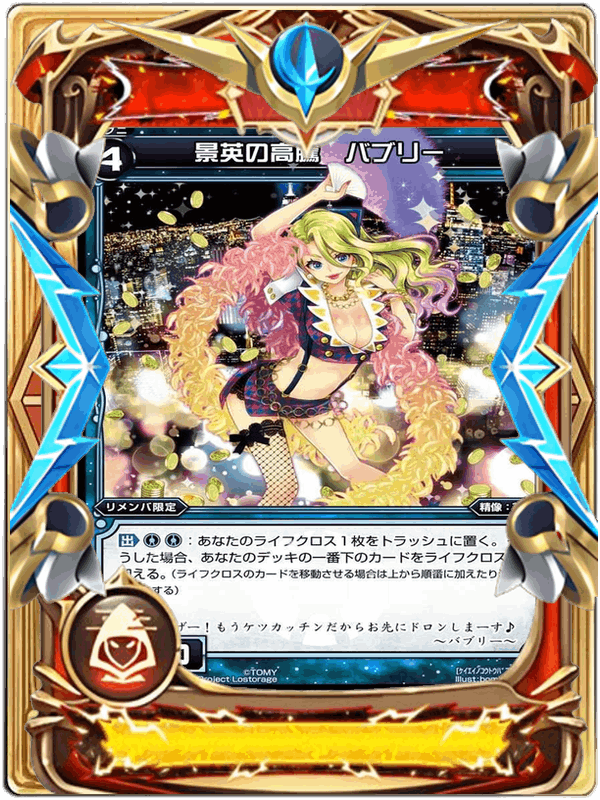 4
景英の高騰 バブリー
リメンバ限定
精像:
出 : あなたのライフクロス1枚をトラッシュに置く。
うした場合、あなたのデッキの一番下のカードをライフクロス
加える。(ライフクロスのカードを移動させる場合は上から順番に加えたり
する)
ザー!もうケツカッチンだからお先にドロンしまーす♪
～バブリー～
©TOMY
Project Lostorage
Illust:bom